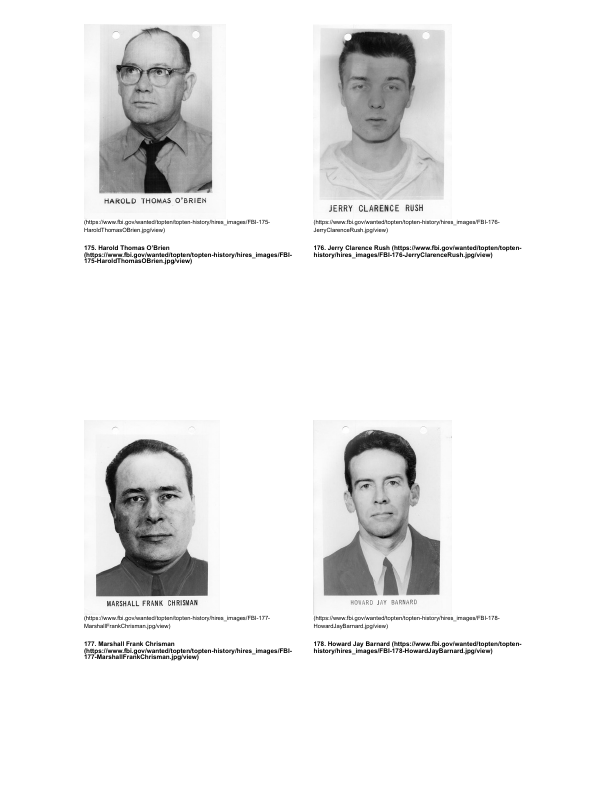 HAROLD THOMAS O'BRIEN
(https://www.fbi.gov/wanted/topten/topten-history/hires_images/FBI-175-
HaroldThomasOBrien.jpg/view)
175. Harold Thomas O'Brien
(https://www.fbi.gov/wanted/topten/topten-history/hires_images/FBI-
175-HaroldThomasOBrien.jpg/view)
JERRY CLARENCE RUSH
(https://www.fbi.gov/wanted/topten/topten-history/hires_images/FBI-176-
JerryClarenceRush.jpg/view)
176. Jerry Clarence Rush (https://www.fbi.gov/wanted/topten/topten-
history/hires_images/FBI-176-JerryClarenceRush.jpg/view)
MARSHALL FRANK CHRISMAN
(https://www.fbi.gov/wanted/topten/topten-history/hires_images/FBI-177-
MarshallFrankChrisman.jpg/view)
177. Marshall Frank Chrisman
(https://www.fbi.gov/wanted/topten/topten-history/hires_images/FBI-
177-MarshallFrankChrisman.jpg/view)
HOWARD JAY BARNARD
(https://www.fbi.gov/wanted/topten/topten-history/hires_images/FBI-178-
HowardJayBarnard.jpg/view)
178. Howard Jay Barnard (https://www.fbi.gov/wanted/topten/topten-
history/hires_images/FBI-178-HowardJayBarnard.jpg/view)